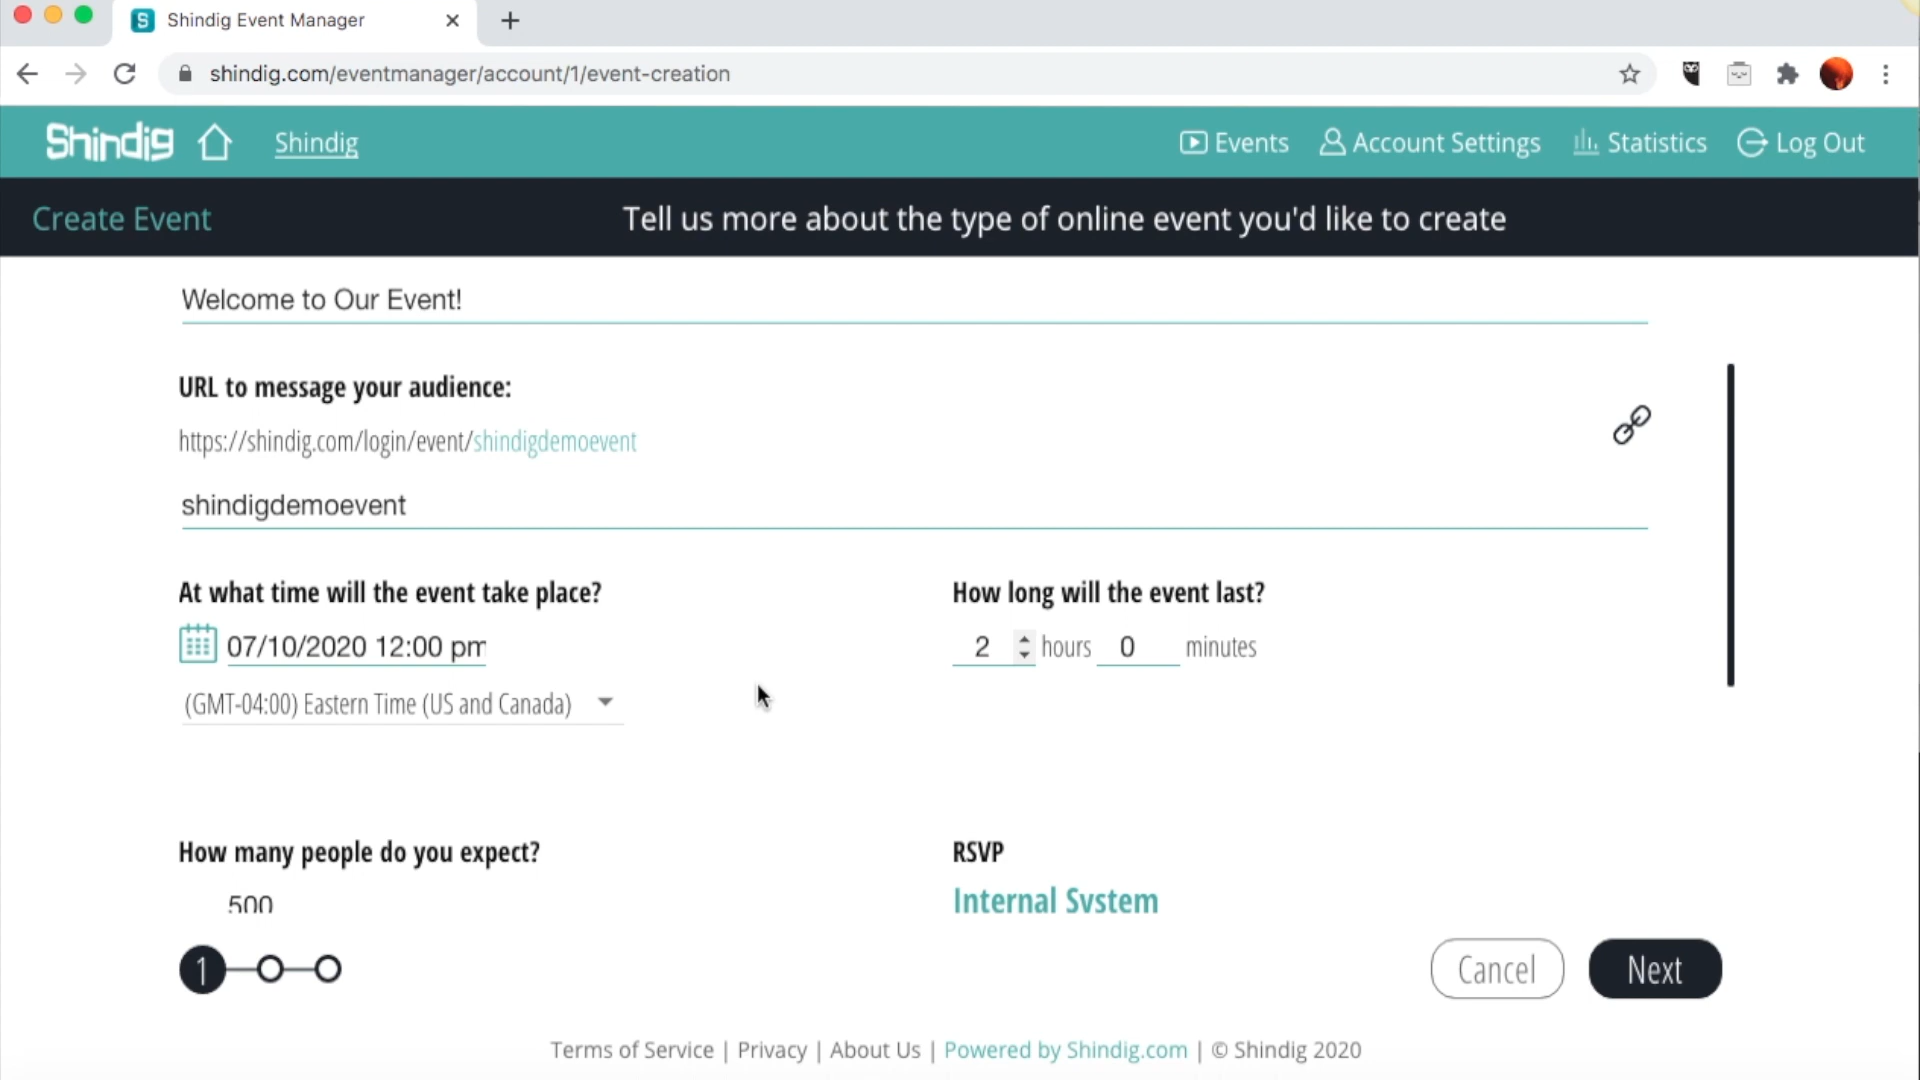 Shindig Event Manager
shindig.com/eventmanager/account/1/event-creation
Shindig Shindig Events Account Settings Statistics Log Out
Create Event Tell us more about the type of online event you'd like to create
Welcome to Our Event!
URL to message your audience:
https://shindig.com/login/event/shindigdemoevent
shindigdemoevent
At what time will the event take place? How long will the event last?
07/10/2020 12:00 pm 2 hours 0 minutes
(GMT-04:00) Eastern Time (US and Canada)
How many people do you expect? RSVP
500 Internal System
1 Cancel Next
Terms of Service | Privacy | About Us | Powered by Shindig.com | © Shindig 2020